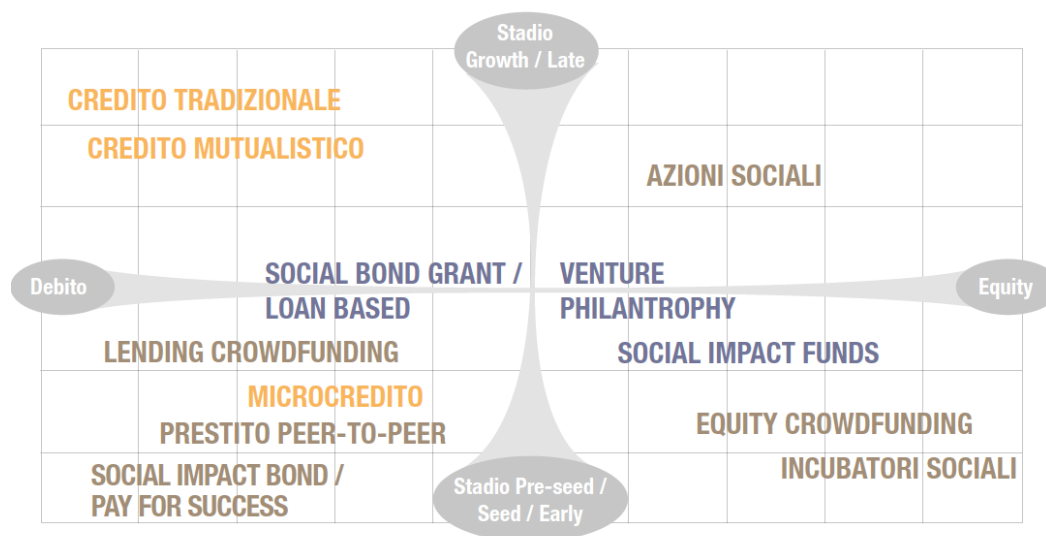 Stadio
Growth / Late
CREDITO TRADIZIONALE
CREDITO MUTUALISTICO
AZIONI SOCIALI
Debito
SOCIAL BOND GRANT /
LOAN BASED
VENTURE
PHILANTROPHY
Equity
LENDING CROWDFUNDING
SOCIAL IMPACT FUNDS
MICROCREDITO
PRESTITO PEER-TO-PEER
EQUITY CROWDFUNDING
SOCIAL IMPACT BOND /
PAY FOR SUCCESS
INCUBATORI SOCIALI
Stadio Pre-seed /
Seed / Early